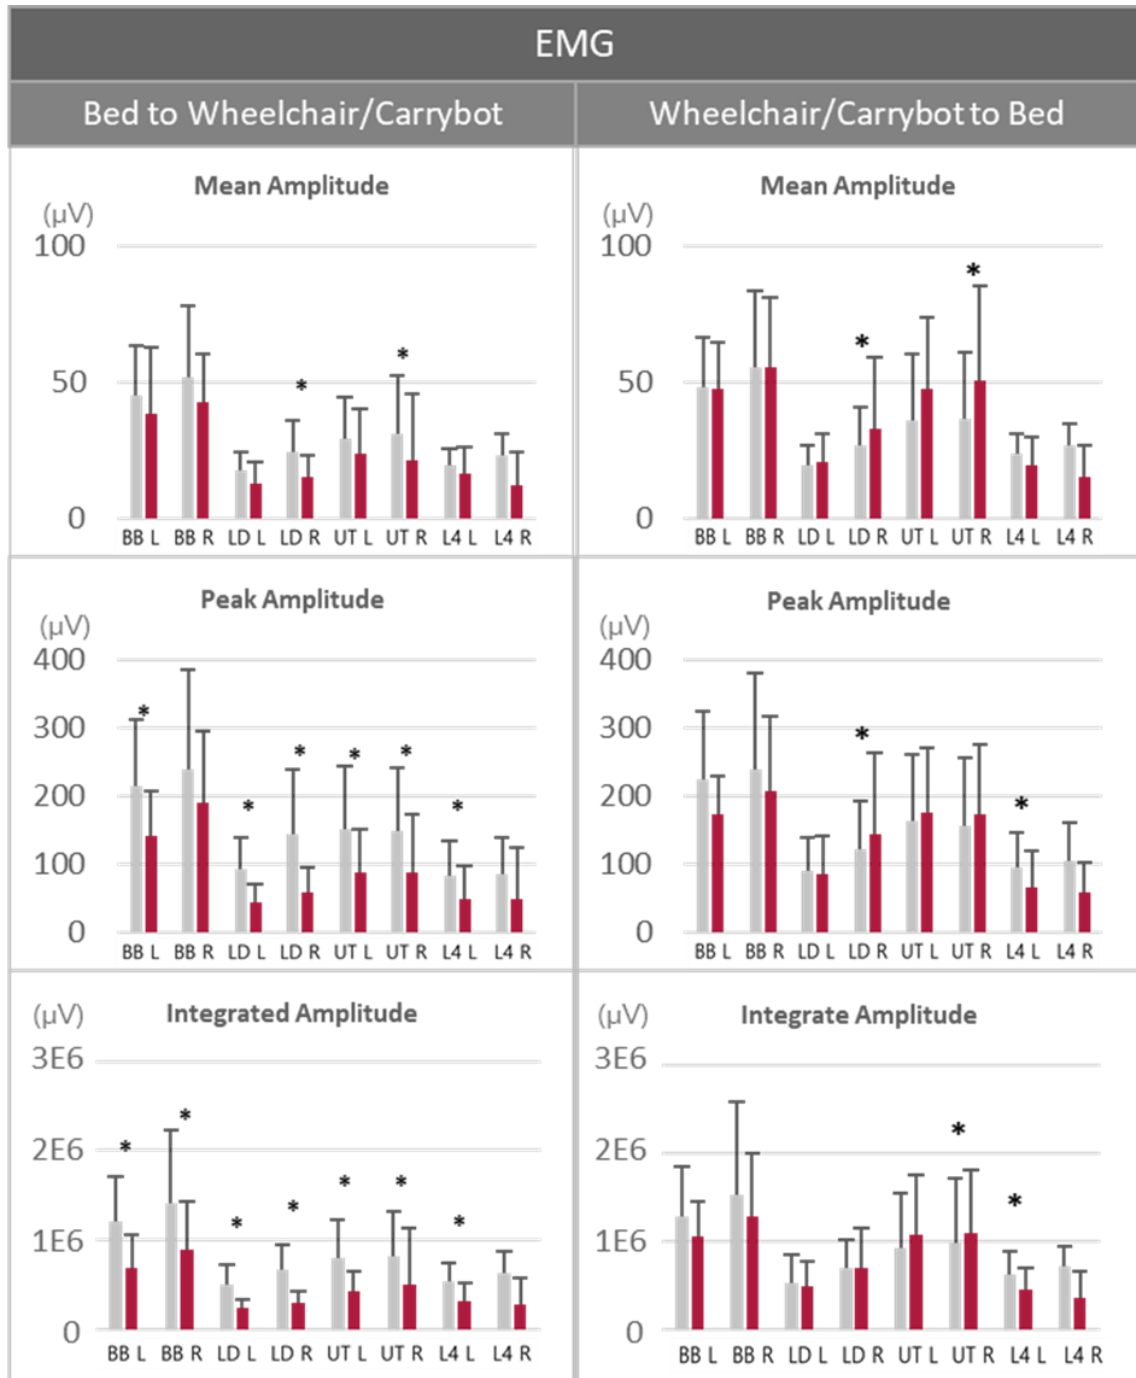 EMG
Bed to Wheelchair/Carrybot
Wheelchair/Carrybot to Bed
Mean Amplitude
(µV)
100
50
0
*
*
BB L BB R LD L LD R UT L UT R L4 L L4 R
Mean Amplitude
(µV)
100
50
0
*
*
BB L BB R LD L LD R UT L UT R L4 L L4 R
Peak Amplitude
(µV)
400
300
200
100
0
* * * * * *
BB L BB R LD L LD R UT L UT R L4 L L4 R
Peak Amplitude
(µV)
400
300
200
100
0
* *
BB L BB R LD L LD R UT L UT R L4 L L4 R
Integrated Amplitude
(µV)
3E6
2E6
1E6
0
* * * * * * *
BB L BB R LD L LD R UT L UT R L4 L L4 R
Integrate Amplitude
(µV)
3E6
2E6
1E6
0
* *
BB L BB R LD L LD R UT L UT R L4 L L4 R